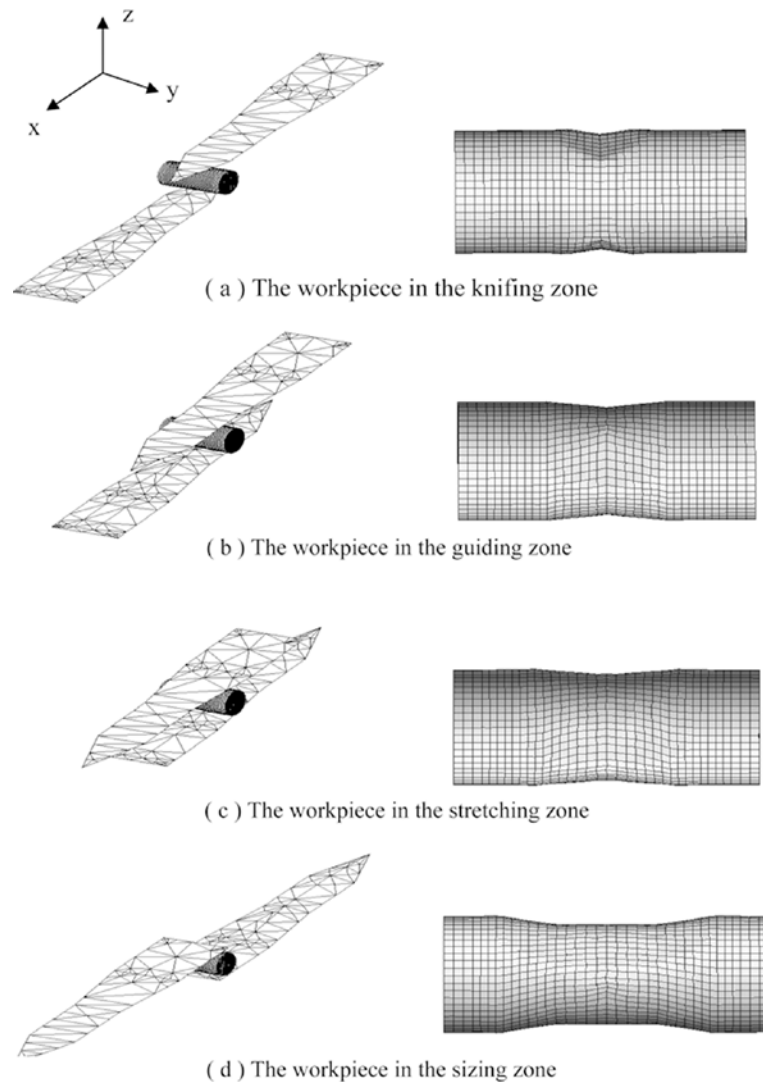 z
y
x
( a ) The workpiece in the knifing zone
( b ) The workpiece in the guiding zone
( c ) The workpiece in the stretching zone
( d ) The workpiece in the sizing zone